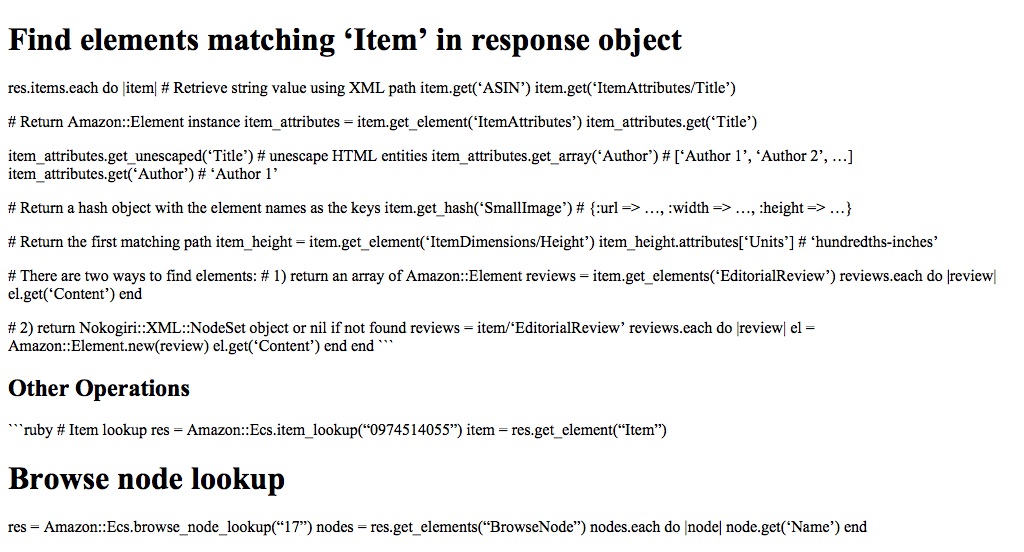 Find elements matching ‘Item’ in response object
res.items.each do |item| # Retrieve string value using XML path item.get(‘ASIN’) item.get(‘ItemAttributes/Title’)
# Return Amazon::Element instance item_attributes = item.get_element(‘ItemAttributes’) item_attributes.get(‘Title’)
item_attributes.get_unescaped(‘Title’) # unescape HTML entities item_attributes.get_array(‘Author’) # [‘Author 1’, ‘Author 2’, …]
item_attributes.get(‘Author’) # ‘Author 1’
# Return a hash object with the element names as the keys item.get_hash(‘SmallImage’) # {:url => …, :width => …, :height => …}
# Return the first matching path item_height = item.get_element(‘ItemDimensions/Height’) item_height.attributes[‘Units’] # ‘hundredths-inches’
# There are two ways to find elements: # 1) return an array of Amazon::Element reviews = item.get_elements(‘EditorialReview’) reviews.each do |review|
el.get(‘Content’) end
# 2) return Nokogiri::XML::NodeSet object or nil if not found reviews = item/‘EditorialReview’ reviews.each do |review| el =
Amazon::Element.new(review) el.get(‘Content’) end end ```
Other Operations
```ruby # Item lookup res = Amazon::Ecs.item_lookup(“0974514055”) item = res.get_element(“Item”)
Browse node lookup
res = Amazon::Ecs.browse_node_lookup(“17”) nodes = res.get_elements(“BrowseNode”) nodes.each do |node| node.get(‘Name’) end